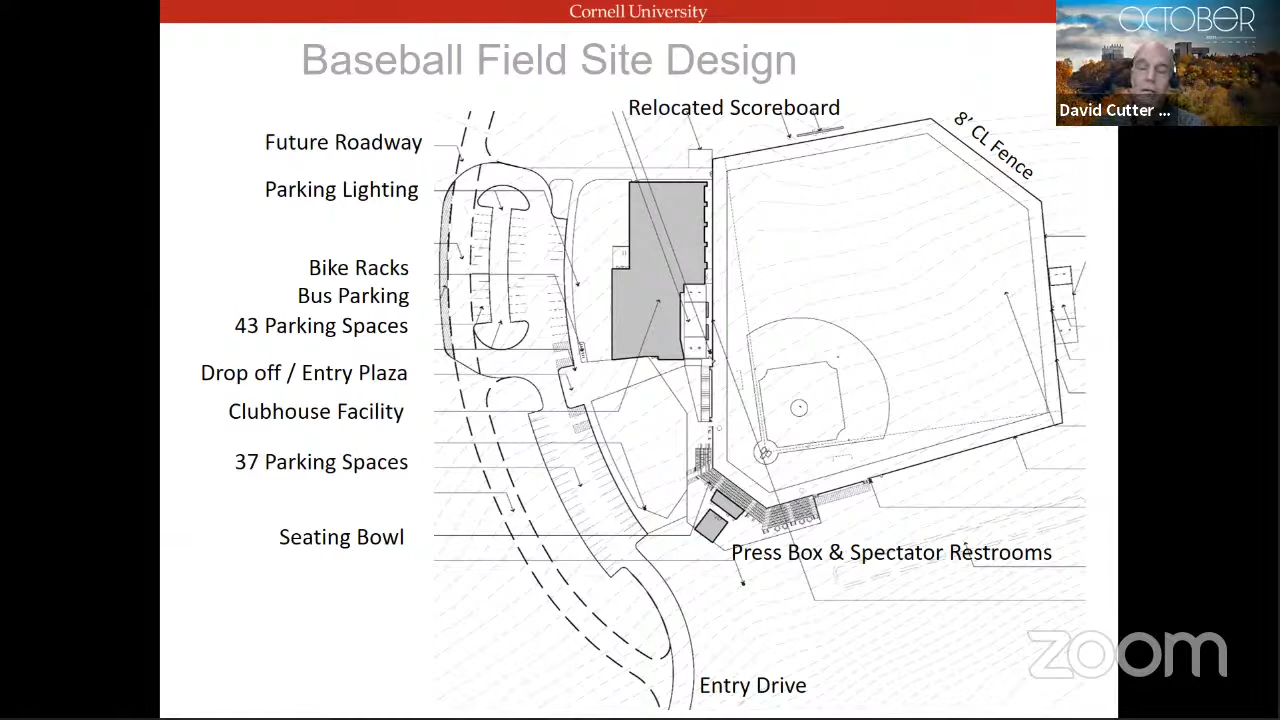 Cornell University
Baseball Field Site Design
OCTOBER
David Cutter ...
Relocated Scoreboard
8' CL Fence
Future Roadway
Parking Lighting
Bike Racks
Bus Parking
43 Parking Spaces
Drop off / Entry Plaza
Clubhouse Facility
37 Parking Spaces
Seating Bowl
Press Box & Spectator Restrooms
Entry Drive
zoom